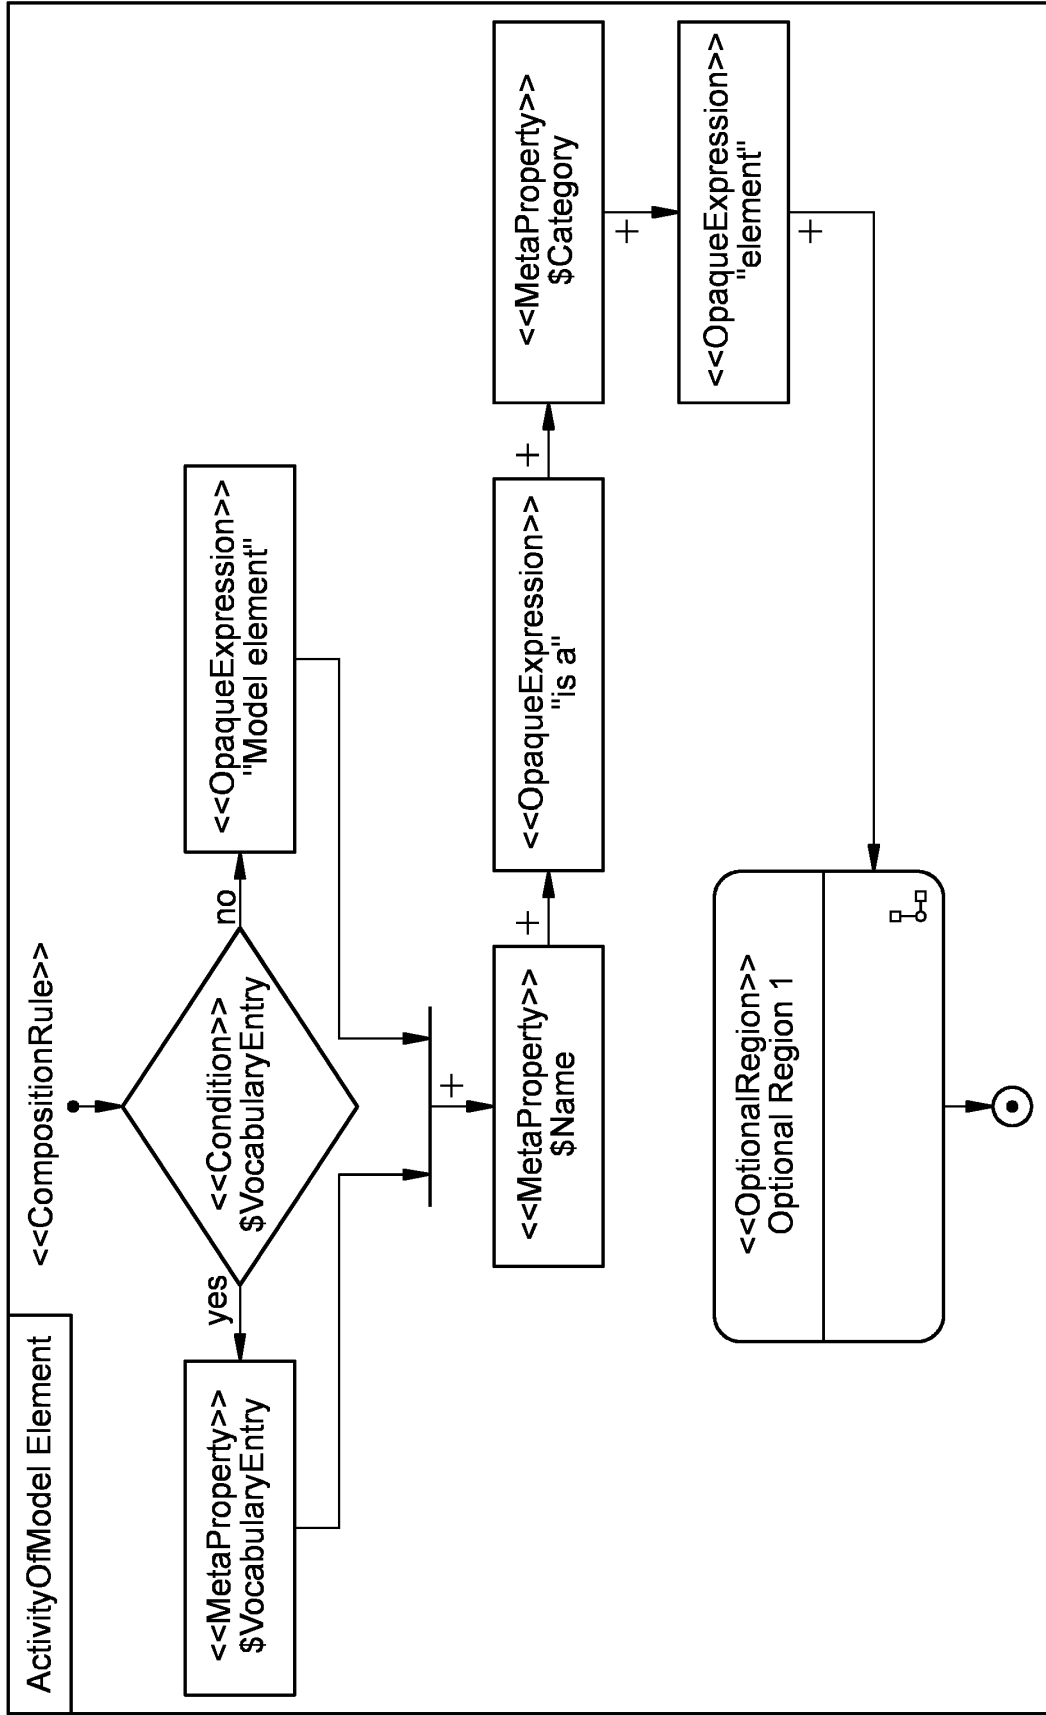 ActivityOfModel Element
<<CompositionRule>>
<<Condition>>
$VocabularyEntry
yes
no
<<MetaProperty>>
$VocabularyEntry
<<OpaqueExpression>>
"Model element"
+
<<MetaProperty>>
$Name
+
<<OpaqueExpression>>
"is a"
+
<<MetaProperty>>
$Category
+
<<OpaqueExpression>>
"element"
+
<<OptionalRegion>>
Optional Region 1